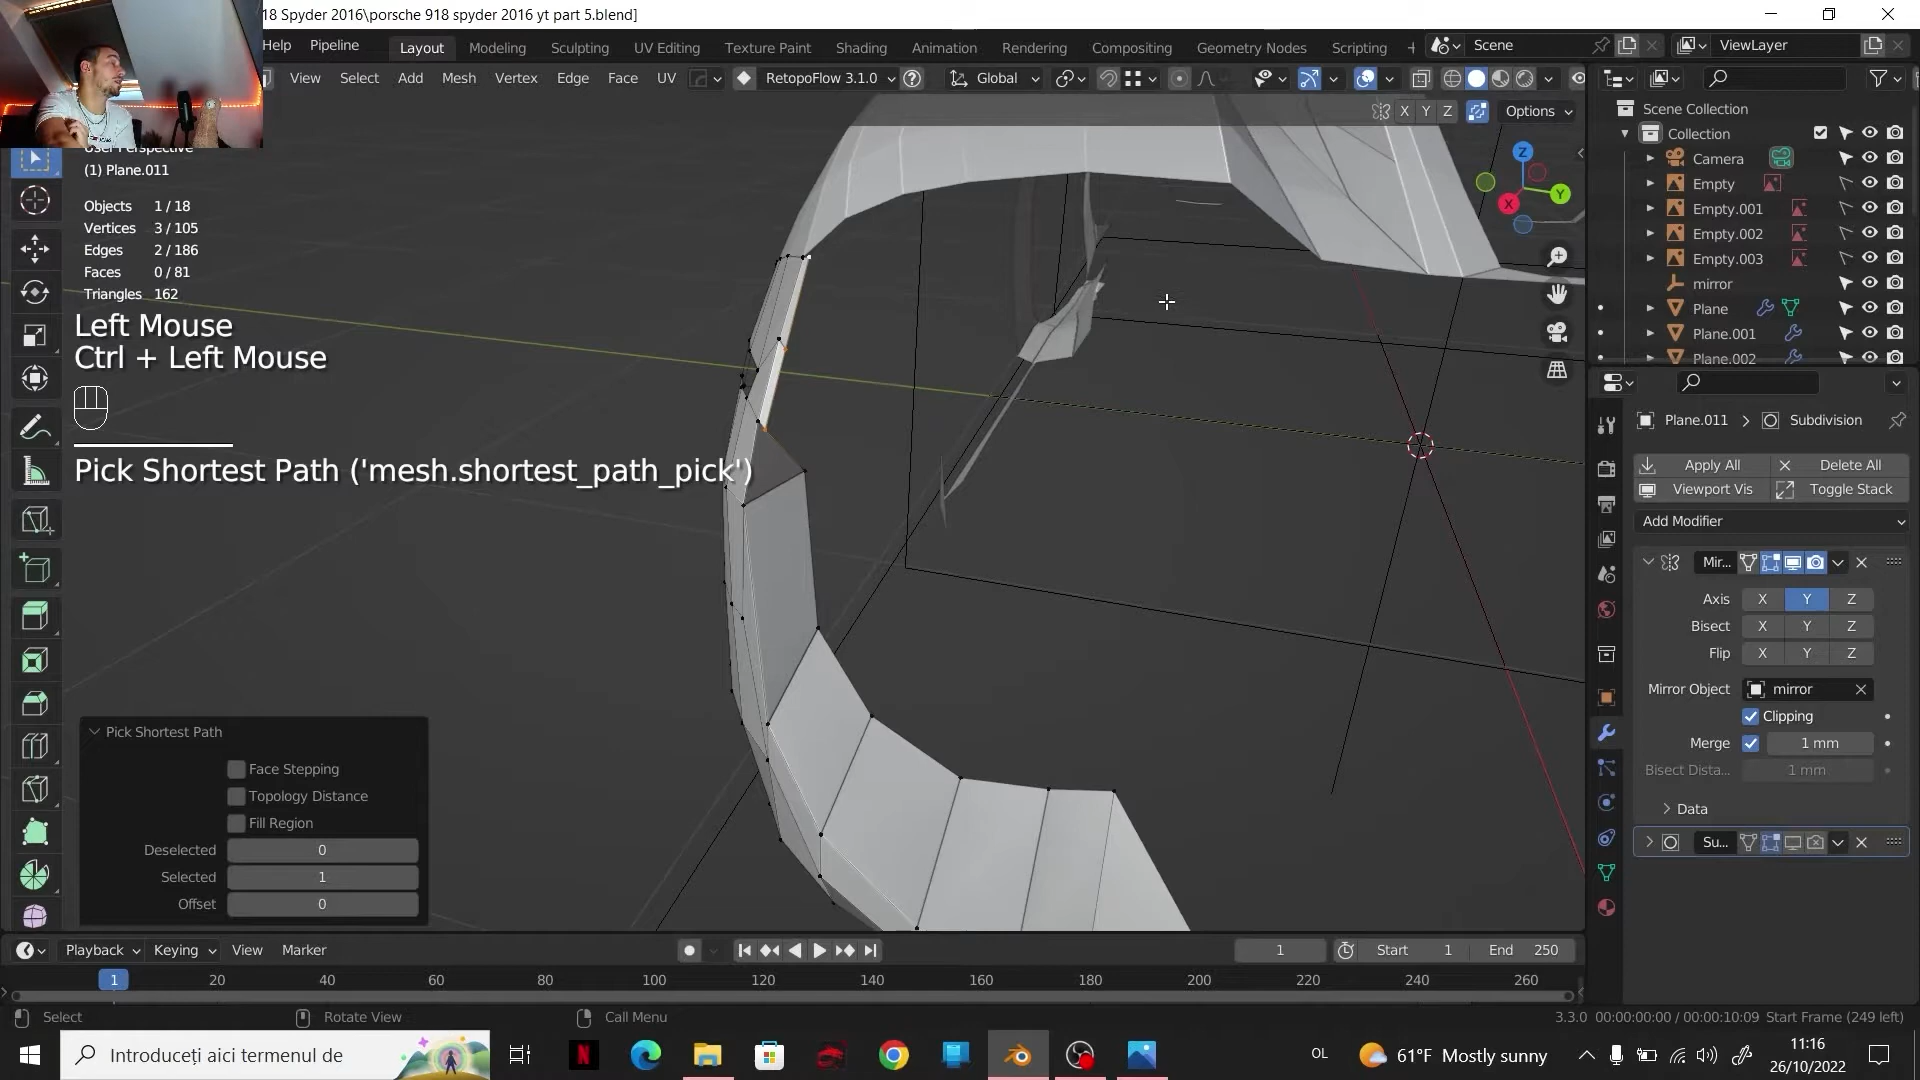 18 Spyder 2016\porsche 918 spyder 2016 yt part 5.blend]
Help Pipeline Layout Modeling Sculpting UV Editing Texture Paint Shading Animation Rendering Compositing Geometry Nodes Scripting + Scene ViewLayer
View Select Add Mesh Vertex Edge Face UV RetopoFlow 3.1.0 Global
X Y Z Options
User Perspective
(1) Plane.011
Objects 1 / 18
Vertices 3 / 105
Edges 2 / 186
Faces 0 / 81
Triangles 162
Left Mouse
Ctrl + Left Mouse
Pick Shortest Path ('mesh.shortest_path_pick')
Z
Y
X
Pick Shortest Path
Face Stepping
Topology Distance
Fill Region
Deselected 0
Selected 1
Offset 0
Scene Collection
Collection
Camera
Empty
Empty.001
Empty.002
Empty.003
mirror
Plane
Plane.001
Plane.002
Plane.011 > Subdivision
Apply All Delete All
Viewport Vis Toggle Stack
Add Modifier
Mir...
Axis X Y Z
Bisect X Y Z
Flip X Y Z
Mirror Object mirror
Clipping
Merge 1 mm
Bisect Dista... 1 mm
Data
Su...
Playback Keying View Marker 1 Start 1 End 250
1 20 40 60 80 100 120 140 160 180 200 220 240 260
Select Rotate View Call Menu 3.3.0 00:00:00:00 / 00:00:10:09 Start Frame (249 left)
Introduceți aici termenul de OL 61°F Mostly sunny 11:16
26/10/2022